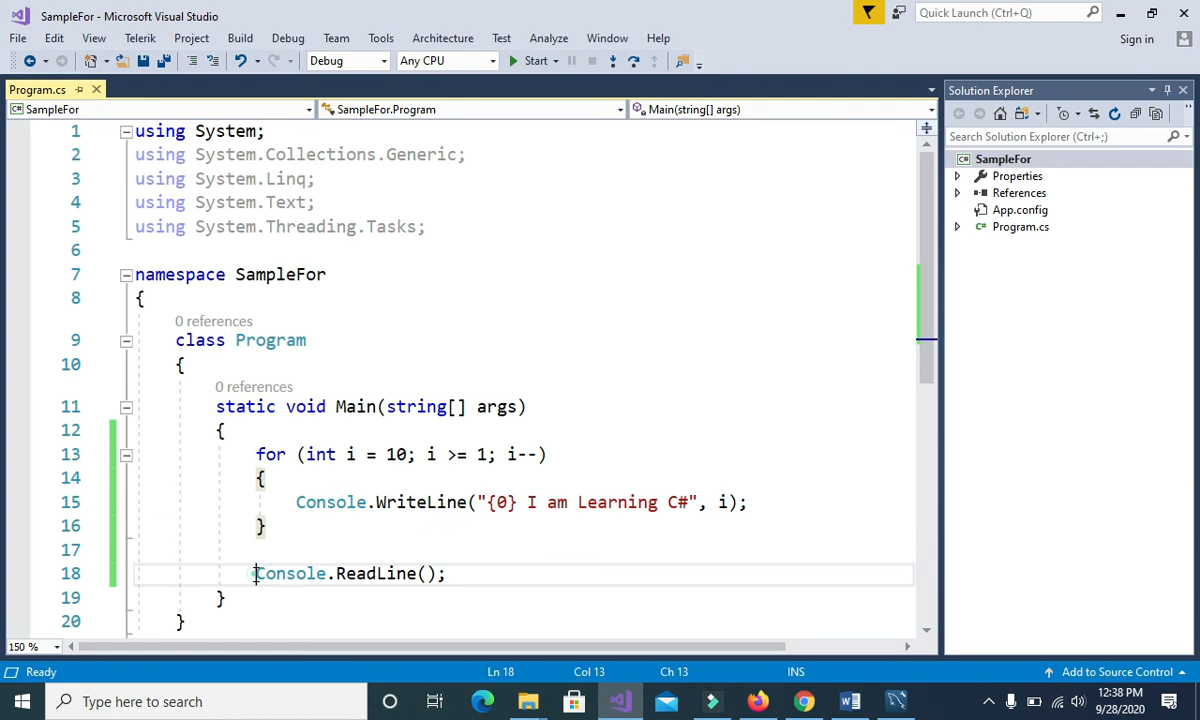 SampleFor - Microsoft Visual Studio
Quick Launch (Ctrl+Q)
File Edit View Telerik Project Build Debug Team Tools Architecture Test Analyze Window Help
Sign in
Debug Any CPU Start
Program.cs
SampleFor SampleFor.Program Main(string[] args)
1 using System;
2 using System.Collections.Generic;
3 using System.Linq;
4 using System.Text;
5 using System.Threading.Tasks;
6
7 namespace SampleFor
8 {
0 references
9 class Program
10 {
0 references
11 static void Main(string[] args)
12 {
13 for (int i = 10; i >= 1; i--)
14 {
15 Console.WriteLine("{0} I am Learning C#", i);
16 }
17
18 Console.ReadLine();
19 }
20 }
150 %
Solution Explorer
Search Solution Explorer (Ctrl+;)
C# SampleFor
Properties
References
App.config
C# Program.cs
Ready Ln 18 Col 13 Ch 13 INS Add to Source Control
Type here to search
12:38 PM
9/28/2020